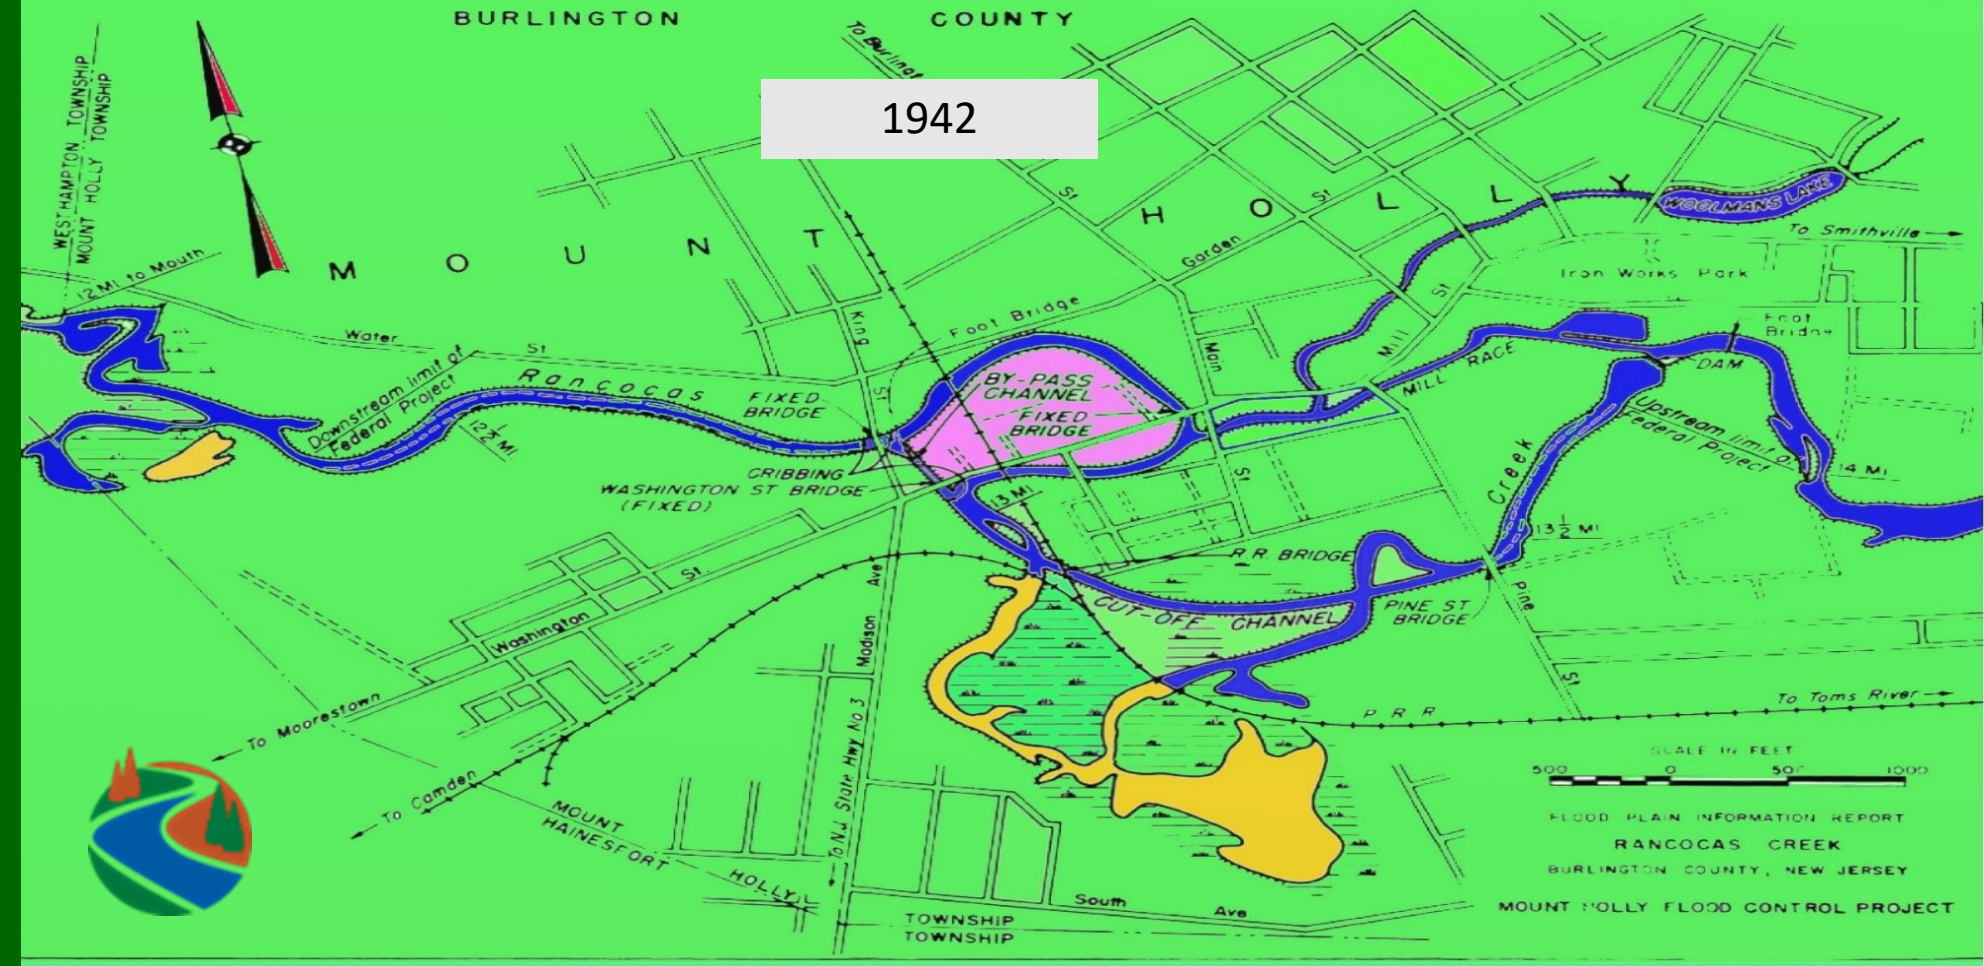 BURLINGTON COUNTY
1942
WESTHAMPTON TOWNSHIP
MOUNT HOLLY TOWNSHIP
MOUNT HOLLY
St
St
Garden
WOOLMANS LAKE
To Smithville
Iron Works Park
12 MI. to Mouth
Water
St
King
St
Foot Bridge
Main
St
Mill
St
MILL RACE
Foot
Bridge
DAM
Downstream limit of
Federal Project
Rancocas
12½ MI
FIXED
BRIDGE
BY-PASS
CHANNEL
FIXED
BRIDGE
CRIBBING
WASHINGTON ST BRIDGE
(FIXED)
13 MI
Creek
Upstream limit of
Federal Project
14 MI
13½ MI
R.R. BRIDGE
CUT-OFF CHANNEL
PINE ST
BRIDGE
Pine
St
Washington
St
Madison
Ave
To Moorestown
To Camden
To N.J. State Hwy No 3
P R R
To Toms River
MOUNT HOLLY
HAINESPORT
TOWNSHIP
TOWNSHIP
South Ave
SCALE IN FEET
500 0 500 1000
FLOOD PLAIN INFORMATION REPORT
RANCOCAS CREEK
BURLINGTON COUNTY, NEW JERSEY
MOUNT HOLLY FLOOD CONTROL PROJECT